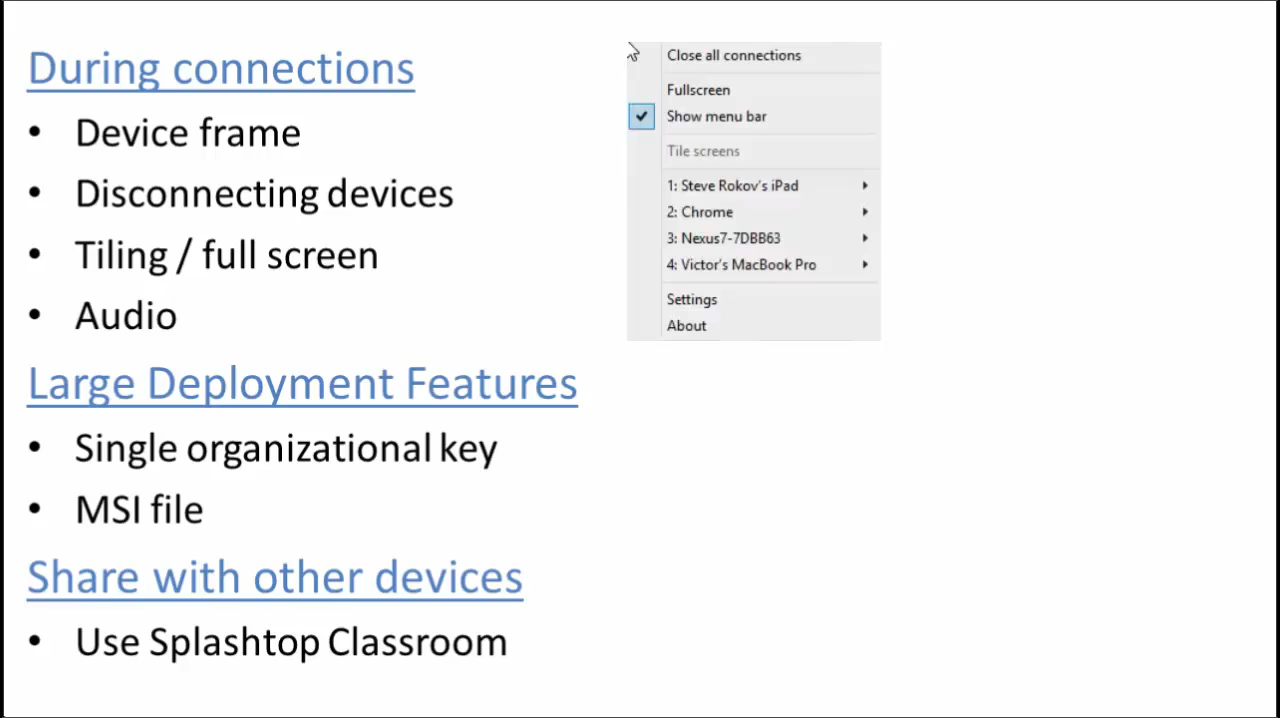 During connections
• Device frame
• Disconnecting devices
• Tiling / full screen
• Audio
Large Deployment Features
• Single organizational key
• MSI file
Share with other devices
• Use Splashtop Classroom
Close all connections
Fullscreen
Show menu bar
Tile screens
1: Steve Rokov's iPad
2: Chrome
3: Nexus7-7DBB63
4: Victor's MacBook Pro
Settings
About